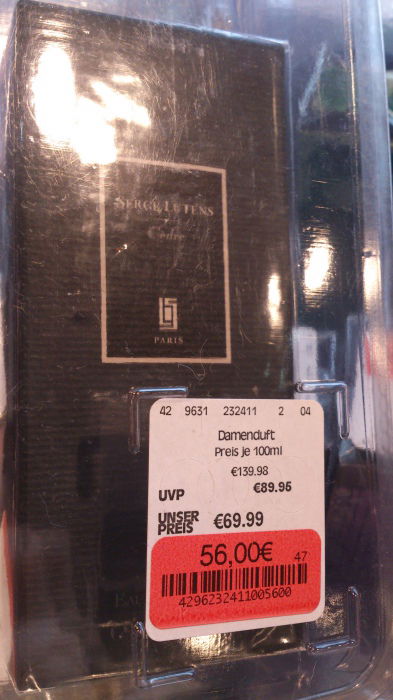 SERGE LUTENS
Cèdre
PARIS
42 9631 232411 2 04
Damenduft
Preis je 100ml
€139.98
UVP €89.95
UNSER PREIS €69.99
56,00€ 47
4296232411005600